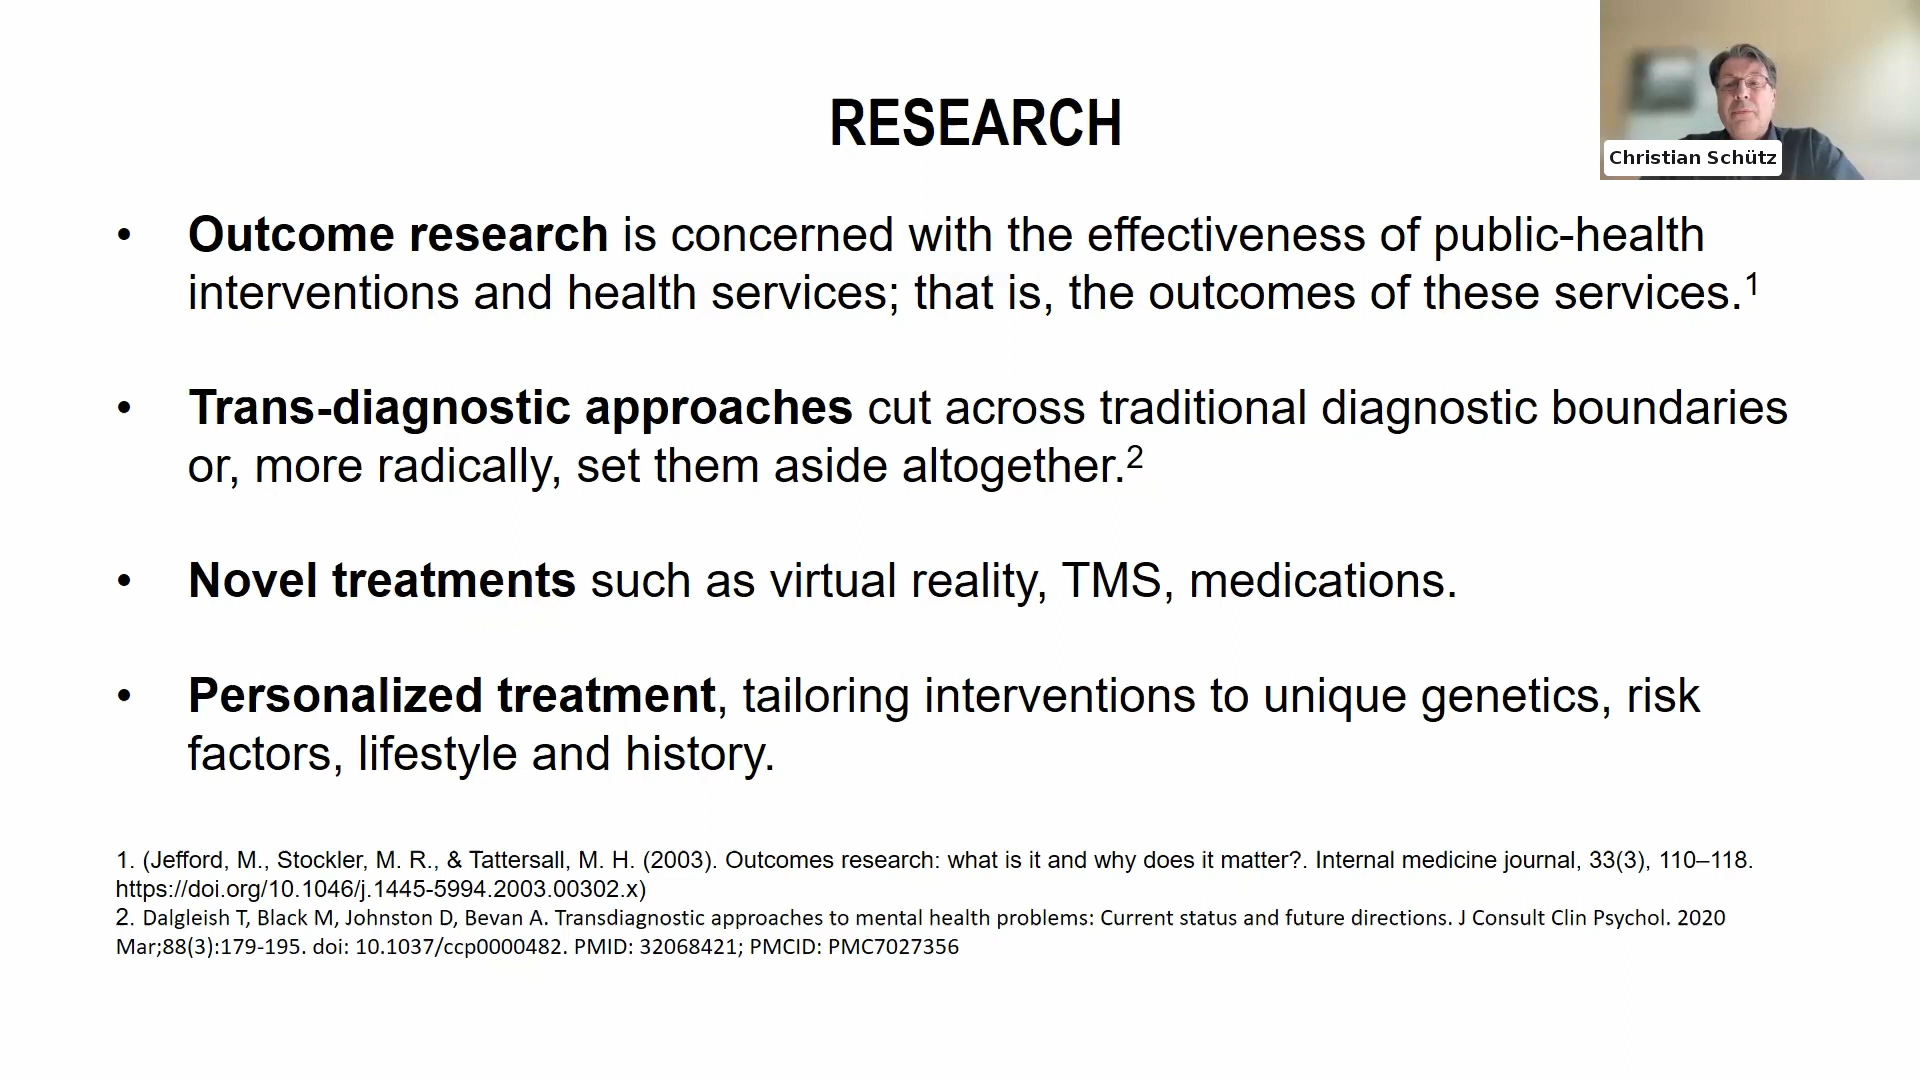 RESEARCH
Christian Schütz
• Outcome research is concerned with the effectiveness of public-health
interventions and health services; that is, the outcomes of these services.1
• Trans-diagnostic approaches cut across traditional diagnostic boundaries
or, more radically, set them aside altogether.2
• Novel treatments such as virtual reality, TMS, medications.
• Personalized treatment, tailoring interventions to unique genetics, risk
factors, lifestyle and history.
1. (Jefford, M., Stockler, M. R., & Tattersall, M. H. (2003). Outcomes research: what is it and why does it matter?. Internal medicine journal, 33(3), 110–118.
https://doi.org/10.1046/j.1445-5994.2003.00302.x)
2. Dalgleish T, Black M, Johnston D, Bevan A. Transdiagnostic approaches to mental health problems: Current status and future directions. J Consult Clin Psychol. 2020
Mar;88(3):179-195. doi: 10.1037/ccp0000482. PMID: 32068421; PMCID: PMC7027356